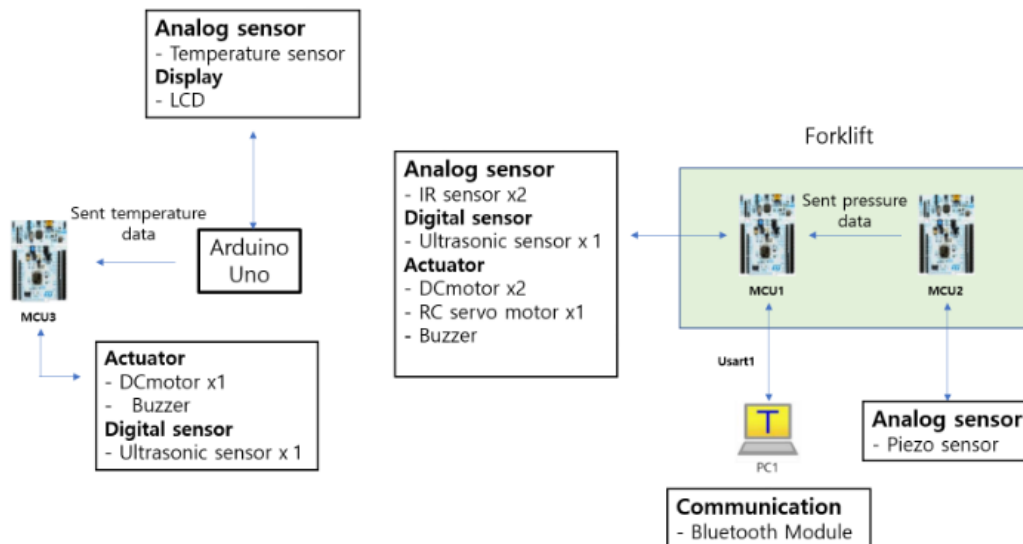 Analog sensor
- Temperature sensor
Display
- LCD
Sent temperature
data
Arduino
Uno
MCU3
Actuator
- DCmotor x1
- Buzzer
Digital sensor
- Ultrasonic sensor x 1
Analog sensor
- IR sensor x2
Digital sensor
- Ultrasonic sensor x 1
Actuator
- DCmotor x2
- RC servo motor x1
- Buzzer
Forklift
Sent pressure
data
MCU1
MCU2
Usart1
T
PC1
Analog sensor
- Piezo sensor
Communication
- Bluetooth Module